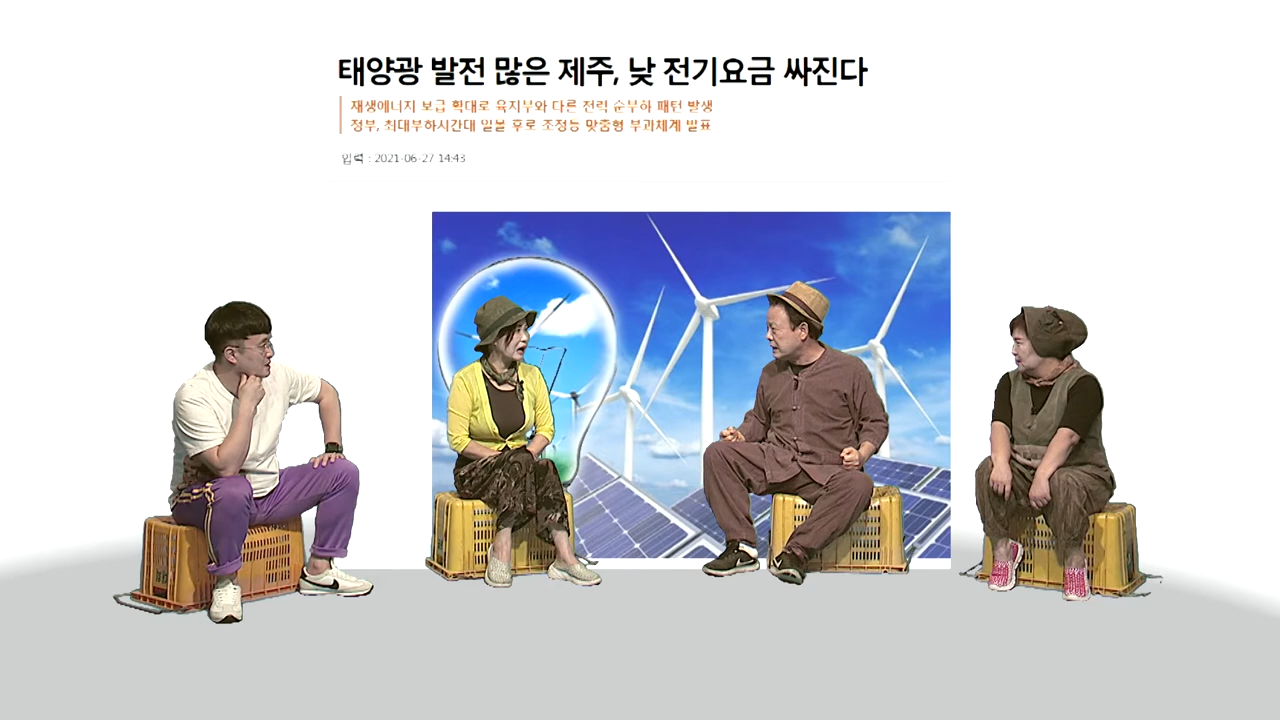 태양광 발전 많은 제주, 낮 전기요금 싸진다
재생에너지 보급 확대로 육지부와 다른 전력 순부하 패턴 발생
정부, 최대부하시간대 일몰 후로 조정등 맞춤형 부과체계 발표
입력 : 2021-06-27 14:43